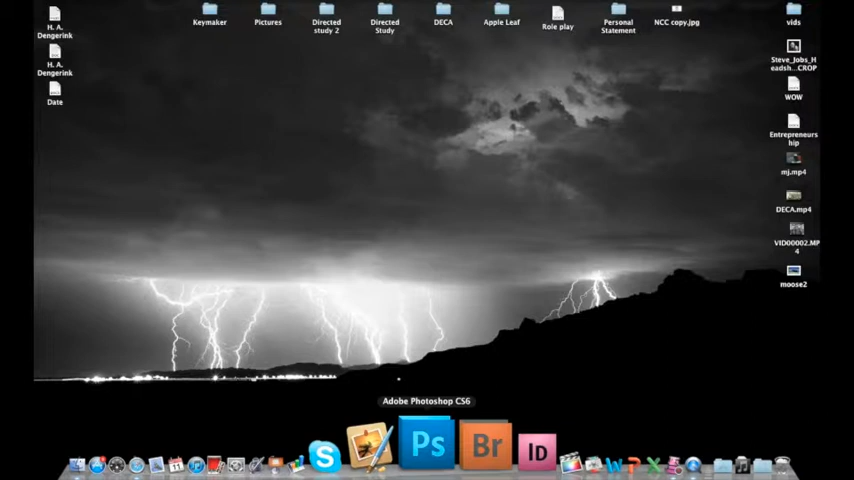 H. A.
Dengerink
H. A.
Dengerink
Date
Keymaker
Pictures
Directed
study 2
Directed
Study
DECA
Apple Leaf
Role play
Personal
Statement
NCC copy.jpg
vids
Steve_Jobs_H
eadsh...CROP
WOW
Entrepreneurs
hip
mj.mp4
DECA.mp4
VID00002.MP
4
moose2
Adobe Photoshop CS6
Ps
Br
Id